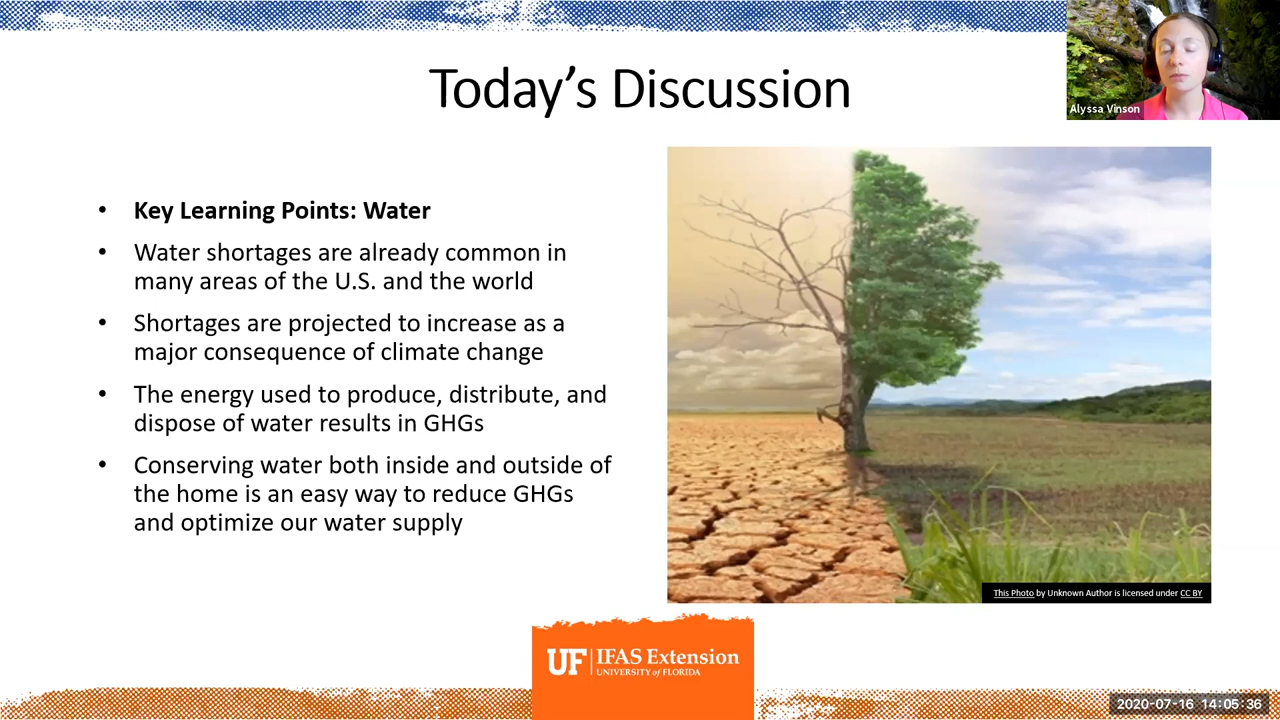 Today's Discussion
Alyssa Vinson
• Key Learning Points: Water
• Water shortages are already common in
many areas of the U.S. and the world
• Shortages are projected to increase as a
major consequence of climate change
• The energy used to produce, distribute, and
dispose of water results in GHGs
• Conserving water both inside and outside of
the home is an easy way to reduce GHGs
and optimize our water supply
This Photo by Unknown Author is licensed under CC BY
UF IFAS Extension
UNIVERSITY of FLORIDA
2020-07-16 14:05:36